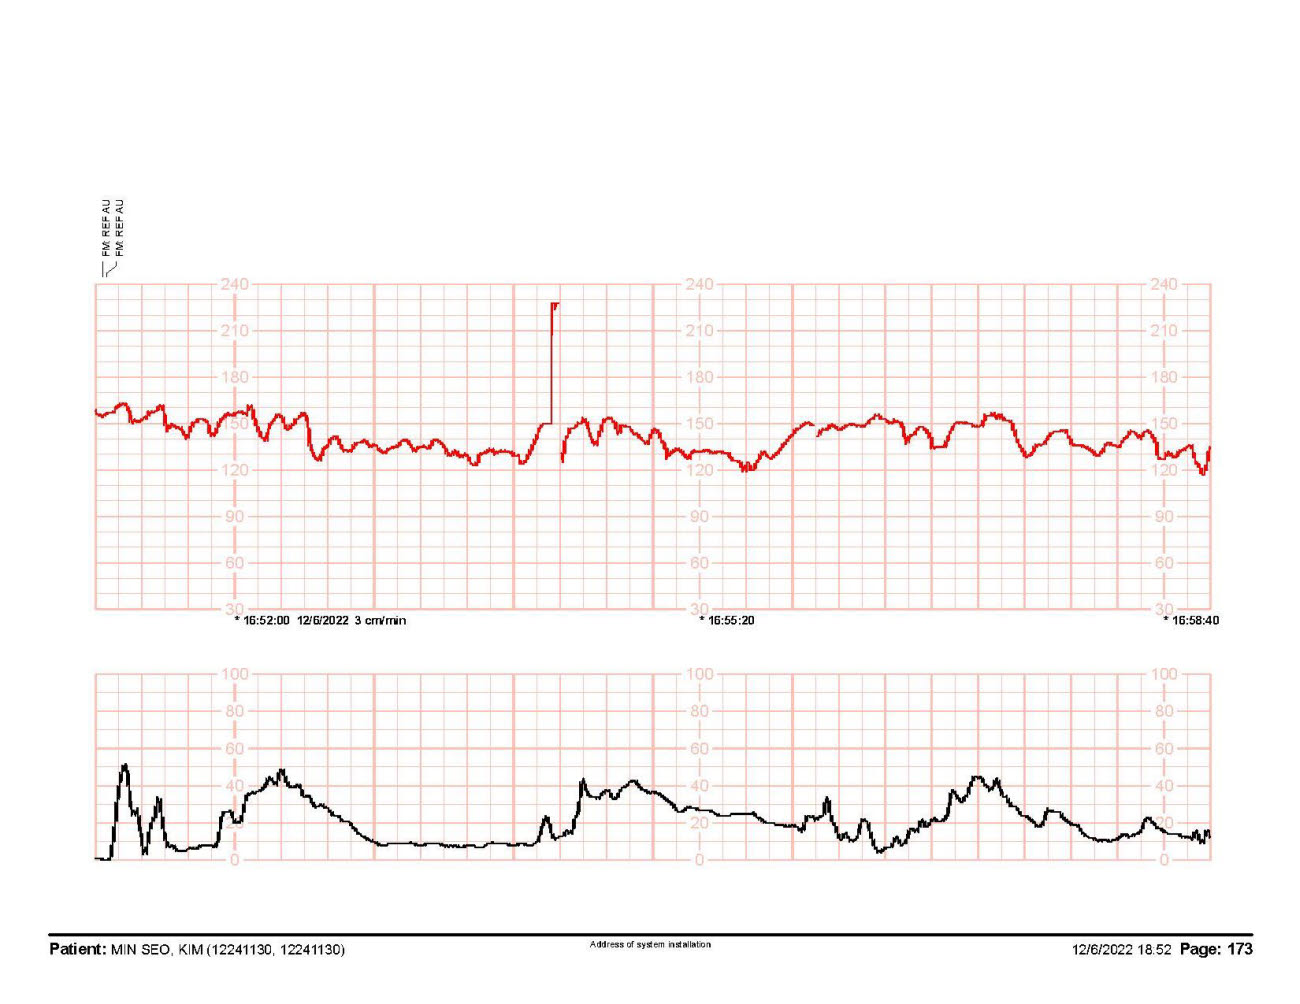 FM: REF AU
FM: REF AU
240 240 240
210 210 210
180 180 180
150 150 150
120 120 120
90 90 90
60 60 60
30 30 30
* 16:52:00 12/6/2022 3 cm/min * 16:55:20 * 16:58:40
100 100 100
80 80 80
60 60 60
40 40 40
20 20 20
0 0 0
Patient: MIN SEO, KIM (12241130, 12241130) Address of system installation 12/6/2022 18:52 Page: 173